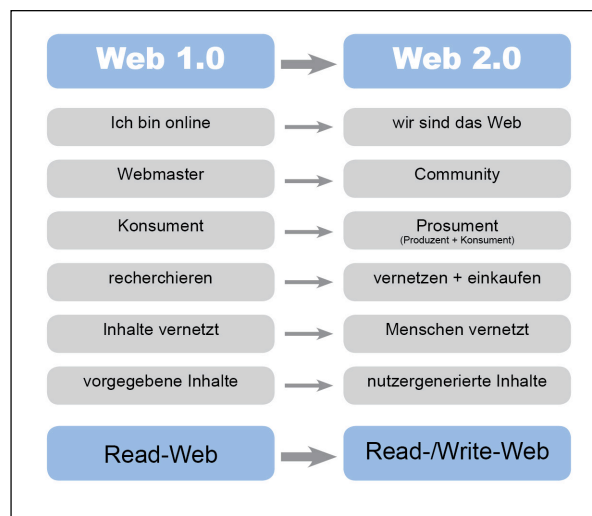 Web 1.0
Web 2.0
Ich bin online
wir sind das Web
Webmaster
Community
Konsument
Prosument
(Produzent + Konsument)
recherchieren
vernetzen + einkaufen
Inhalte vernetzt
Menschen vernetzt
vorgegebene Inhalte
nutzergenerierte Inhalte
Read-Web
Read-/Write-Web